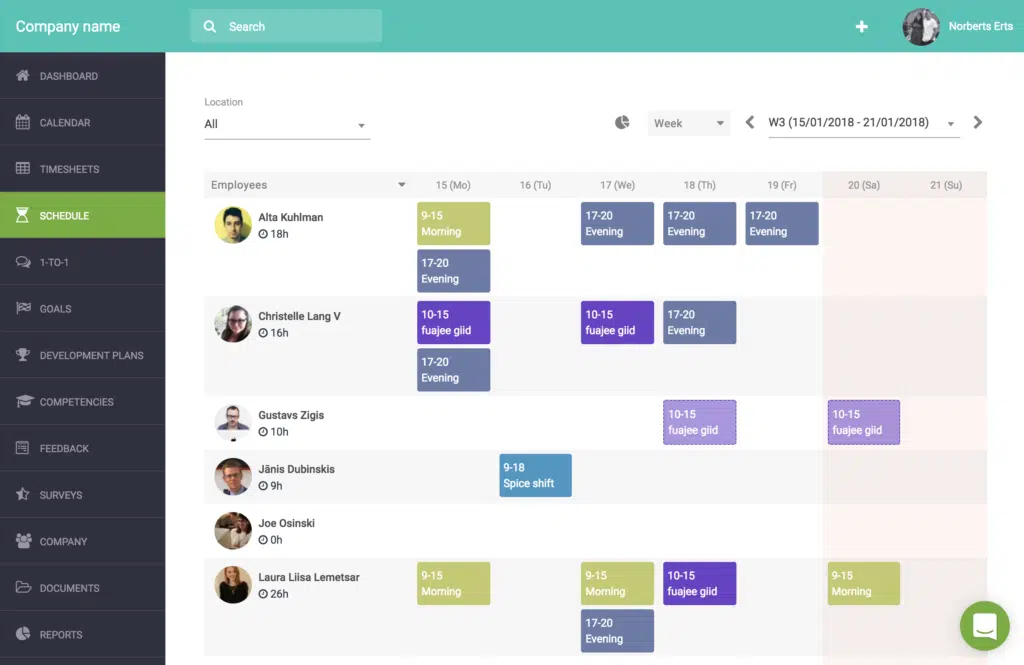 Company name
Search
Norberts Erts
DASHBOARD
CALENDAR
TIMESHEETS
SCHEDULE
1-TO-1
GOALS
DEVELOPMENT PLANS
COMPETENCIES
FEEDBACK
SURVEYS
COMPANY
DOCUMENTS
REPORTS
Location
All
Week
W3 (15/01/2018 - 21/01/2018)
Employees 15 (Mo) 16 (Tu) 17 (We) 18 (Th) 19 (Fr) 20 (Sa) 21 (Su)
Alta Kuhlman
18h
9-15
Morning
17-20
Evening
17-20
Evening
17-20
Evening
17-20
Evening
Christelle Lang V
16h
10-15
fuajee giid
17-20
Evening
10-15
fuajee giid
17-20
Evening
Gustavs Zigis
10h
10-15
fuajee giid
10-15
fuajee giid
Jānis Dubinskis
9h
9-18
Spice shift
Joe Osinski
0h
Laura Liisa Lemetsar
26h
9-15
Morning
9-15
Morning
17-20
Evening
10-15
fuajee giid
9-15
Morning